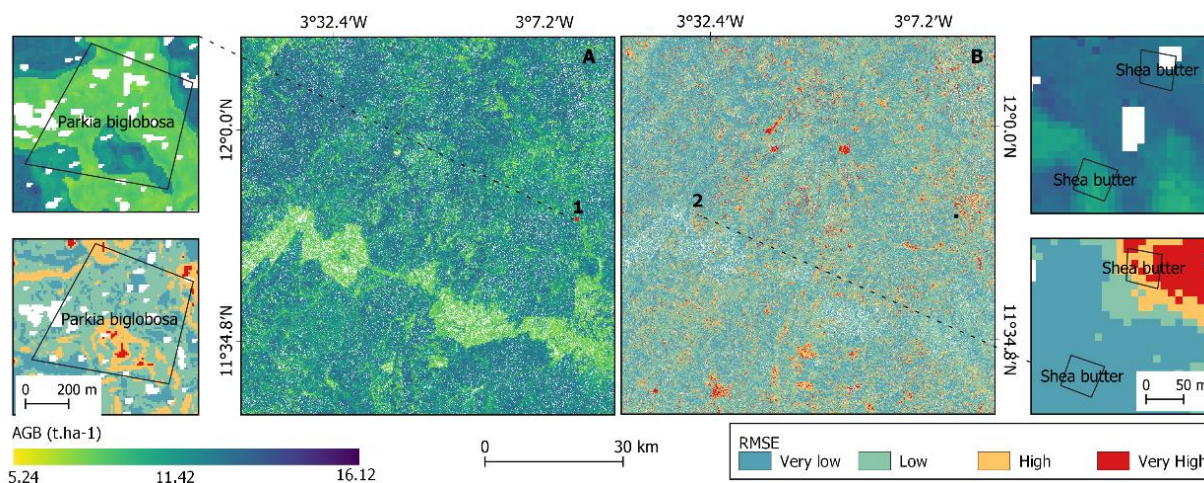 3°32.4'W
3°7.2'W
3°32.4'W
3°7.2'W
A
B
Parkia biglobosa
Shea butter
Shea butter
12°0.0'N
12°0.0'N
1
2
Parkia biglobosa
Shea butter
Shea butter
11°34.8'N
11°34.8'N
0 200 m
0 50 m
AGB (t.ha-1)
5.24 11.42 16.12
0 30 km
RMSE
Very low Low High Very High